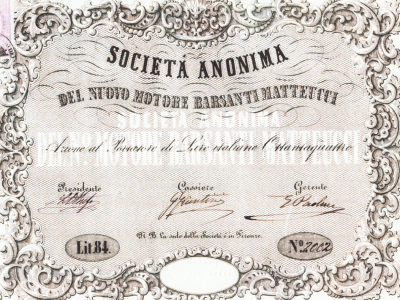 SOCIETÀ ANONIMA
DEL NUOVO MOTORE BARSANTI MATTEUCCI
SOCIETÀ ANONIMA
DEL N.º MOTORE BARSANTI MATTEUCCI
Azione al Portatore di Lire italiane Ottantaquattro
Presidente Cassiere Gerente
N.B. La sede della Società è in Firenze.
Lit. 84. Nº 2002